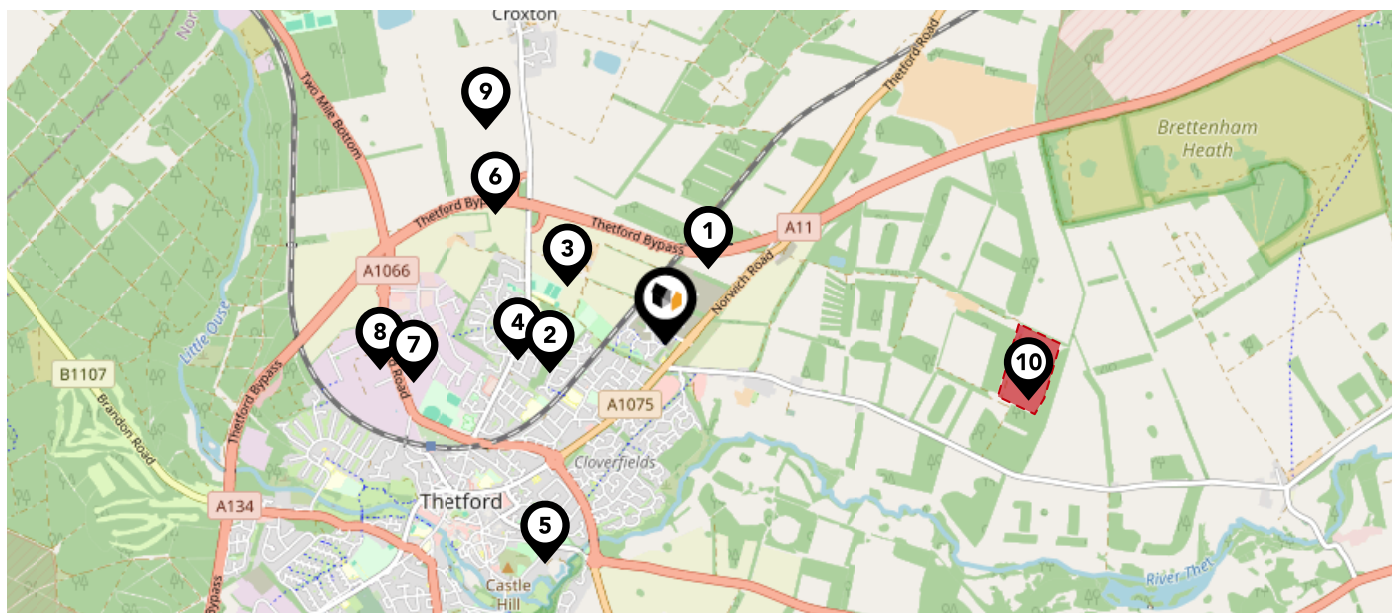 Croxton
Nor
Two Mile Bottom
Thetford Road
9
Brettenham
Heath
6
Thetford Byp
Thetford Bypass
1
A11
3
A1066
Norwich Road
Little Ouse
4
2
8
7
d Road
10
B1107
Thetford Bypass
A1075
Brandon Road
Cloverfields
Thetford
A134
5
Castle
Hill
River Thet
Bypass